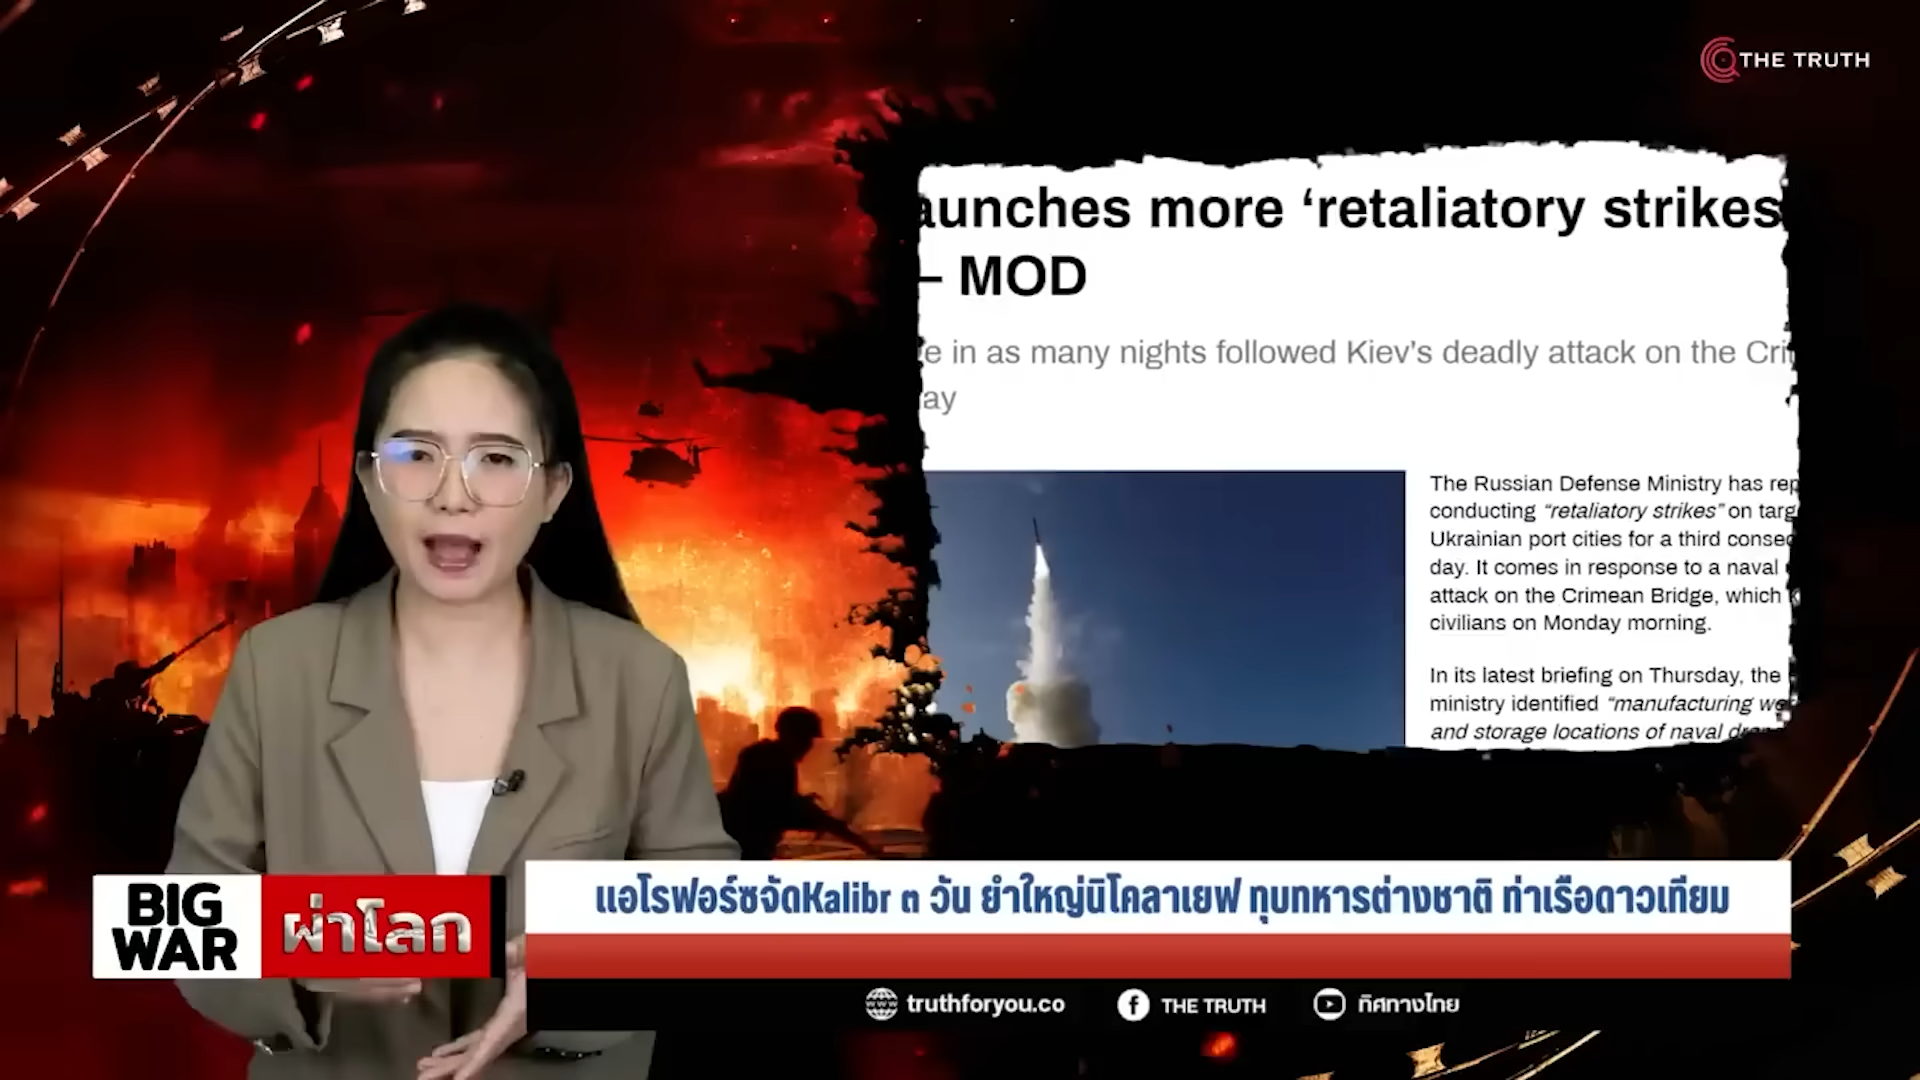 THE TRUTH
aunches more ‘retaliatory strikes
– MOD
e in as many nights followed Kiev's deadly attack on the Cri
ay
The Russian Defense Ministry has rep
conducting “retaliatory strikes” on targ
Ukrainian port cities for a third consec
day. It comes in response to a naval
attack on the Crimean Bridge, which
civilians on Monday morning.
In its latest briefing on Thursday, the
ministry identified “manufacturing
and storage locations of naval
BIG
WAR
ผ่าโลก
แอโรฟอร์ซจัดKalibr ๓ วัน ยำใหญ่นิโคลาเยฟ ทุบทหารต่างชาติ ท่าเรือดาวเทียม
truthforyou.co
THE TRUTH
ทิศทางไทย